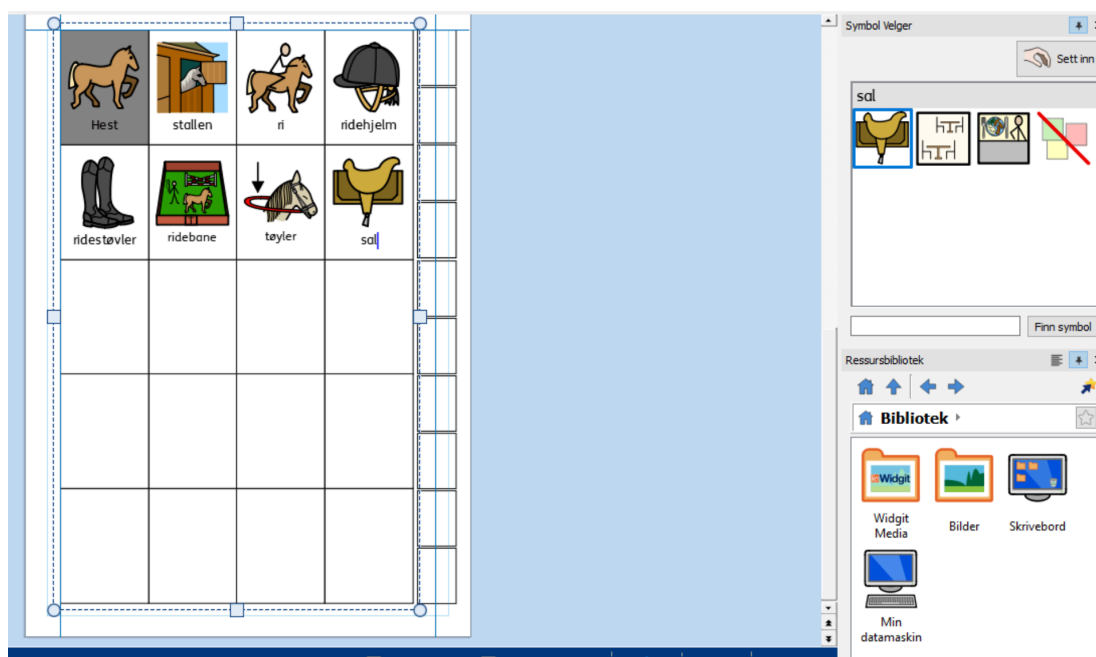 Symbol Velger
Sett inn
sal
Hest
stallen
ri
ridehjelm
ridestøvler
ridebane
tøyler
sal
Finn symbol
Ressursbibliotek
Bibliotek
Widgit
Widgit
Media
Bilder
Skrivebord
Min
datamaskin